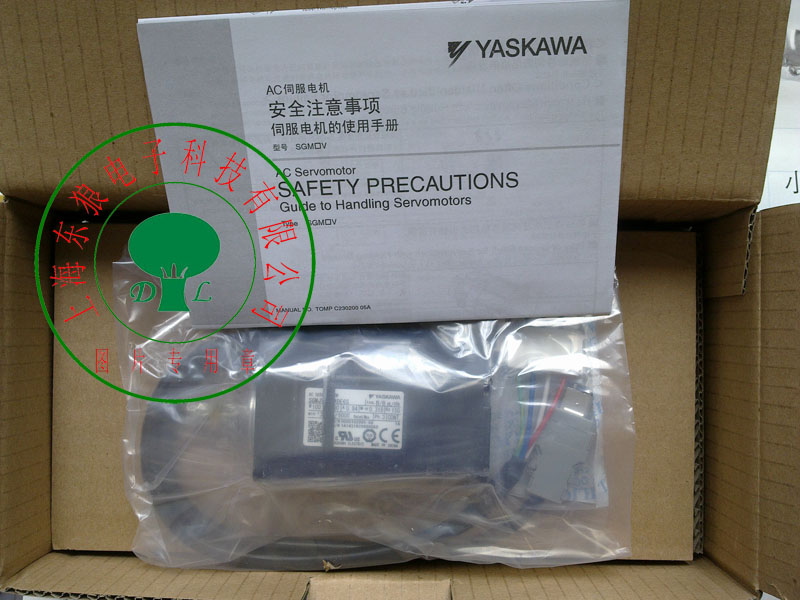 YASKAWA
AC伺服电机
安全注意事项
伺服电机的使用手册
型号 SGM□V
AC Servomotor
SAFETY PRECAUTIONS
Guide to Handling Servomotors
Type SGM□V
MANUAL NO. TOMP C230200 05A
上海东狼电子科技有限公司
D L
图片专用章
YASKAWA
CE
小